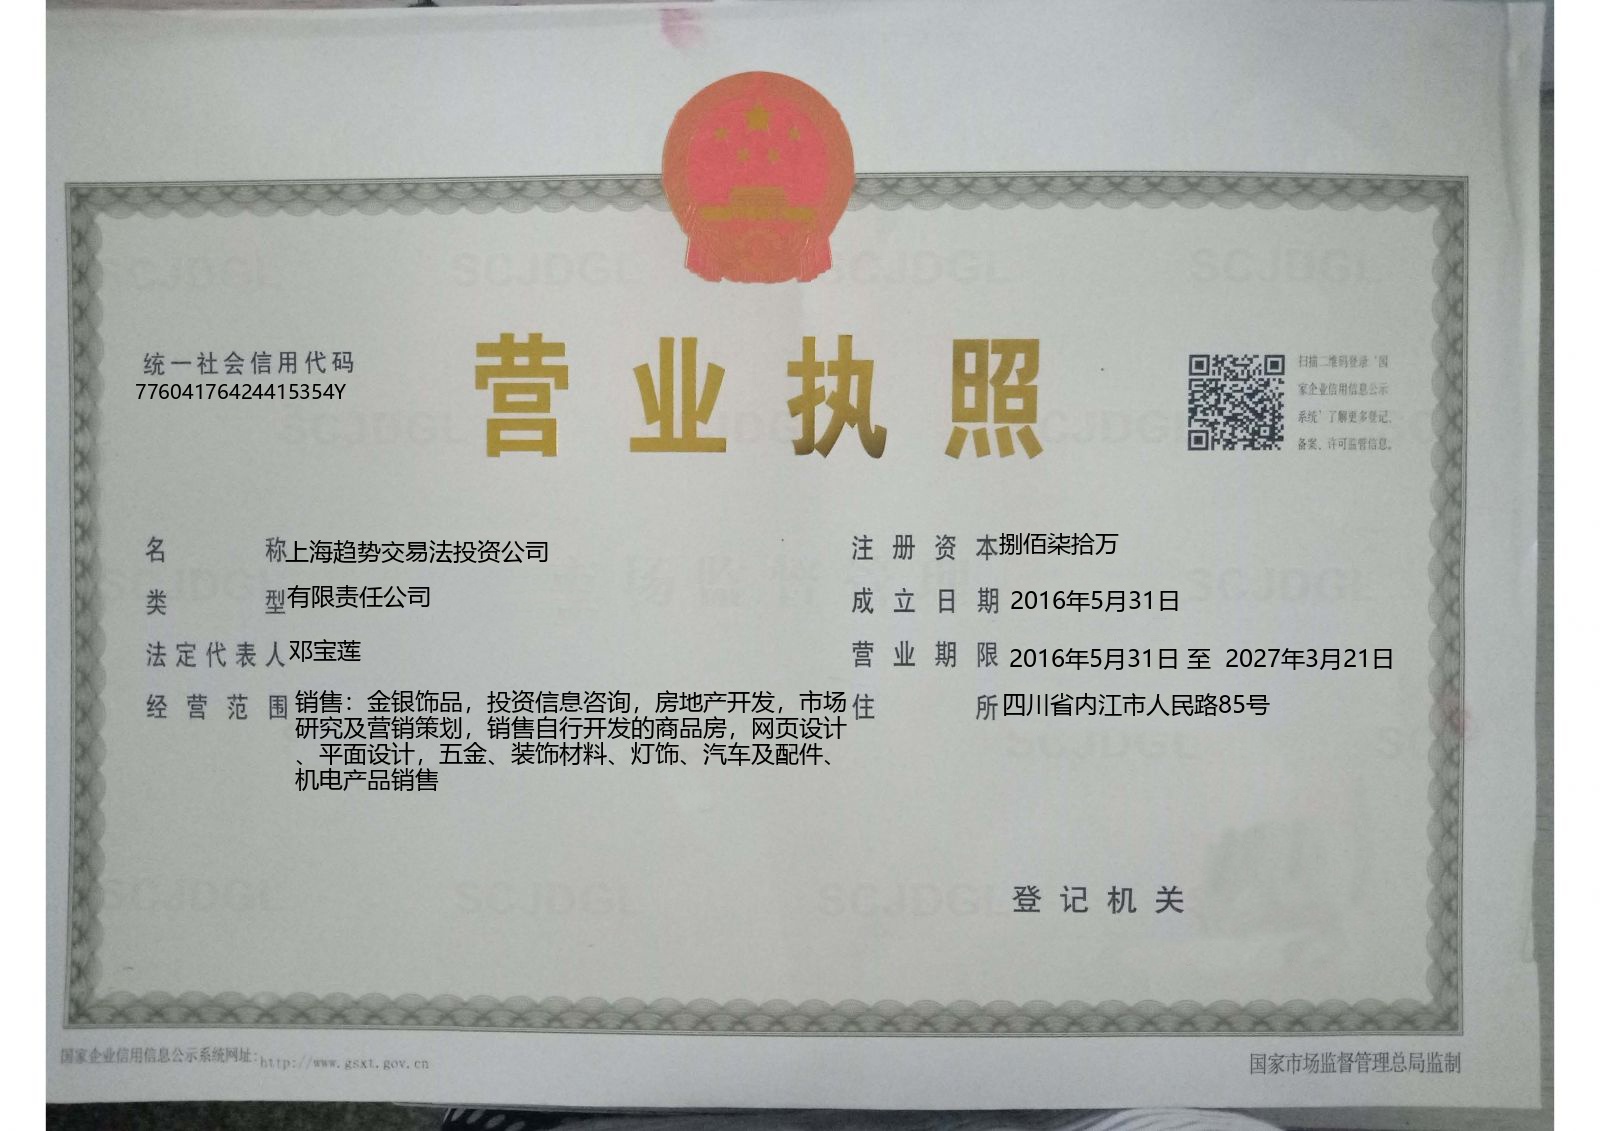 统一社会信用代码
77604176424415354Y
营业执照
扫描二维码登录‘国
家企业信用信息公示
系统’了解更多登记、
备案、许可监管信息。
名称上海趋势交易法投资公司
类型有限责任公司
法定代表人邓宝莲
经营范围销售：金银饰品，投资信息咨询，房地产开发，市场
研究及营销策划，销售自行开发的商品房，网页设计
、平面设计，五金、装饰材料、灯饰、汽车及配件、
机电产品销售
注册资本捌佰柒拾万
成立日期 2016年5月31日
营业期限 2016年5月31日 至 2027年3月21日
住所四川省内江市人民路85号
登记机关
国家企业信用信息公示系统网址：http://www.gsxt.gov.cn
国家市场监督管理总局监制
SCJDGL
SCJDGL
SCJDGL
SCJDGL